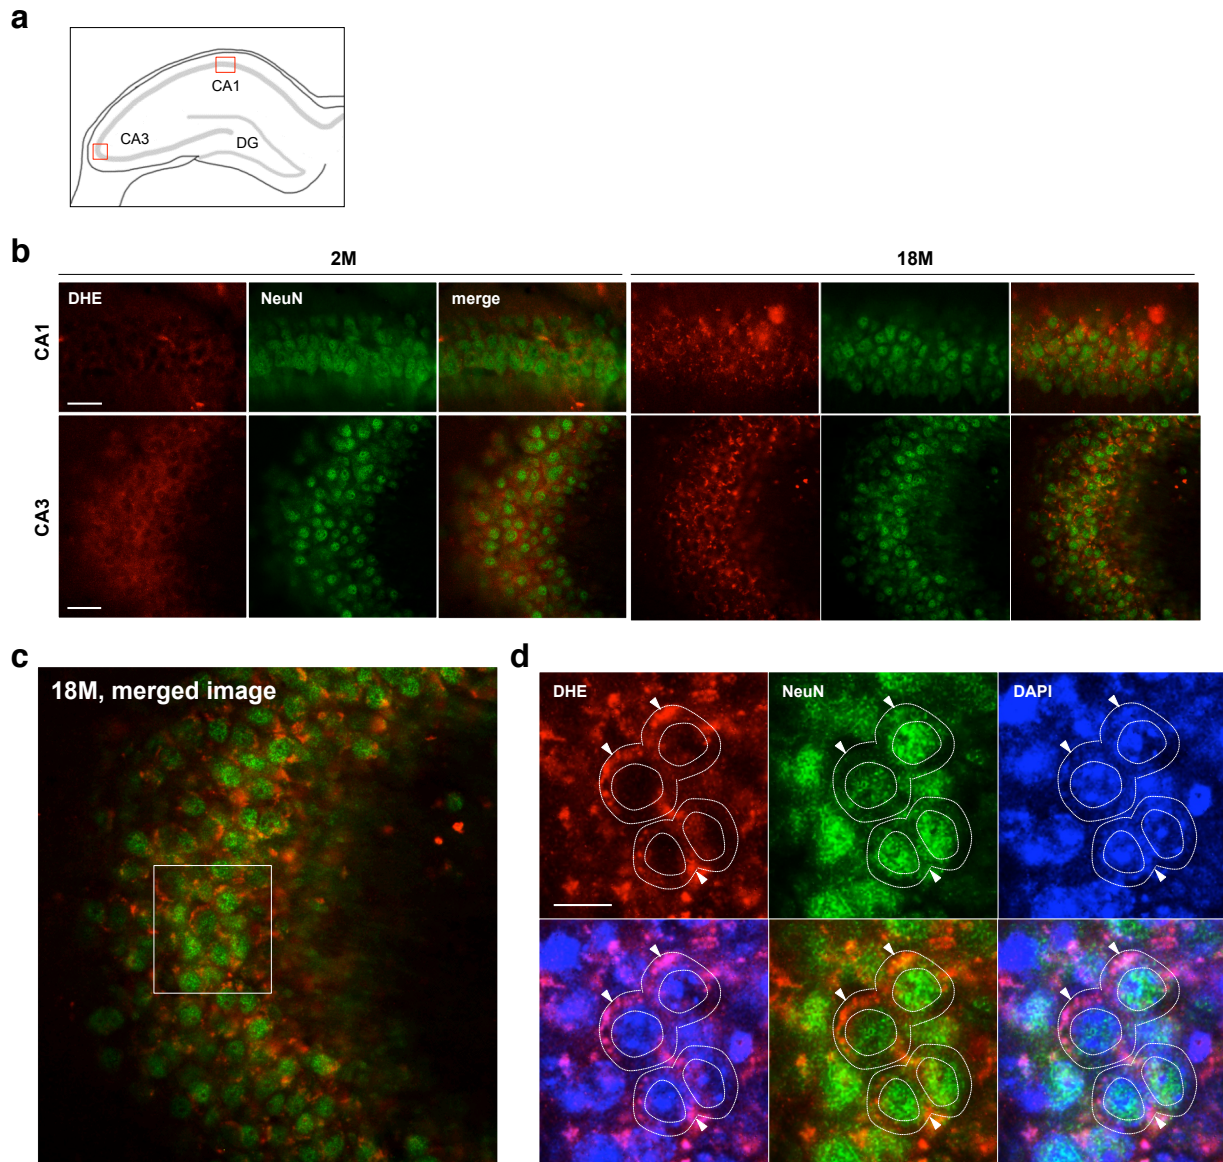 a
CA1
CA3
DG
b
2M
18M
DHE
NeuN
merge
CA1
CA3
c
18M, merged image
d
DHE
NeuN
DAPI